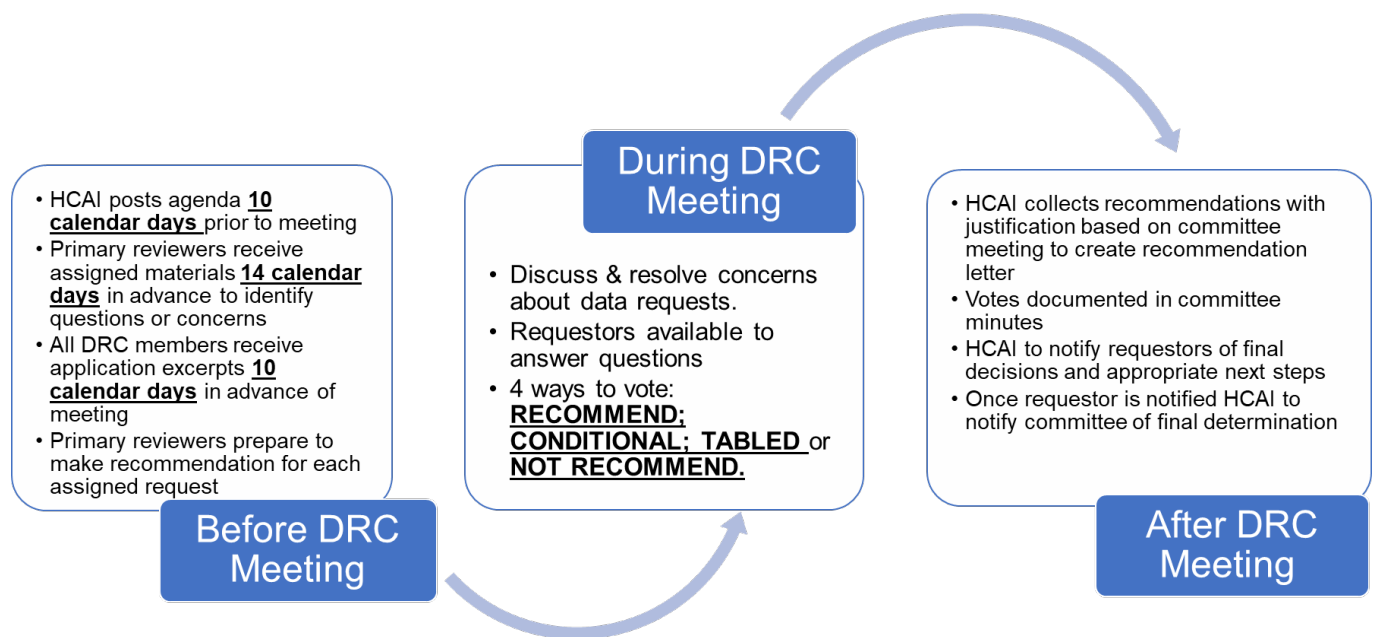 • HCAI posts agenda 10
calendar days prior to meeting
• Primary reviewers receive
assigned materials 14 calendar
days in advance to identify
questions or concerns
• All DRC members receive
application excerpts 10
calendar days in advance of
meeting
• Primary reviewers prepare to
make recommendation for each
assigned request
Before DRC
Meeting
During DRC
Meeting
• Discuss & resolve concerns
about data requests.
• Requestors available to
answer questions
• 4 ways to vote:
RECOMMEND;
CONDITIONAL; TABLED or
NOT RECOMMEND.
• HCAI collects recommendations with
justification based on committee
meeting to create recommendation
letter
• Votes documented in committee
minutes
• HCAI to notify requestors of final
decisions and appropriate next steps
• Once requestor is notified HCAI to
notify committee of final determination
After DRC
Meeting